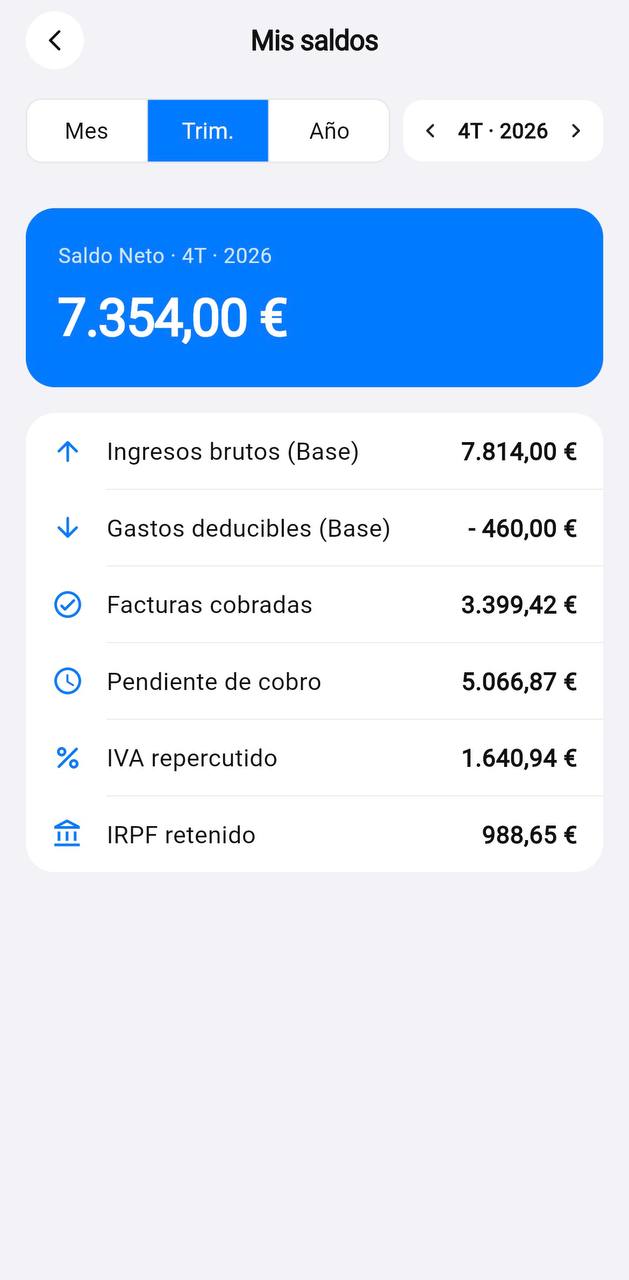 Mis saldos
Mes Trim. Año 4T · 2026
Saldo Neto · 4T · 2026
7.354,00 €
Ingresos brutos (Base) 7.814,00 €
Gastos deducibles (Base) - 460,00 €
Facturas cobradas 3.399,42 €
Pendiente de cobro 5.066,87 €
IVA repercutido 1.640,94 €
IRPF retenido 988,65 €